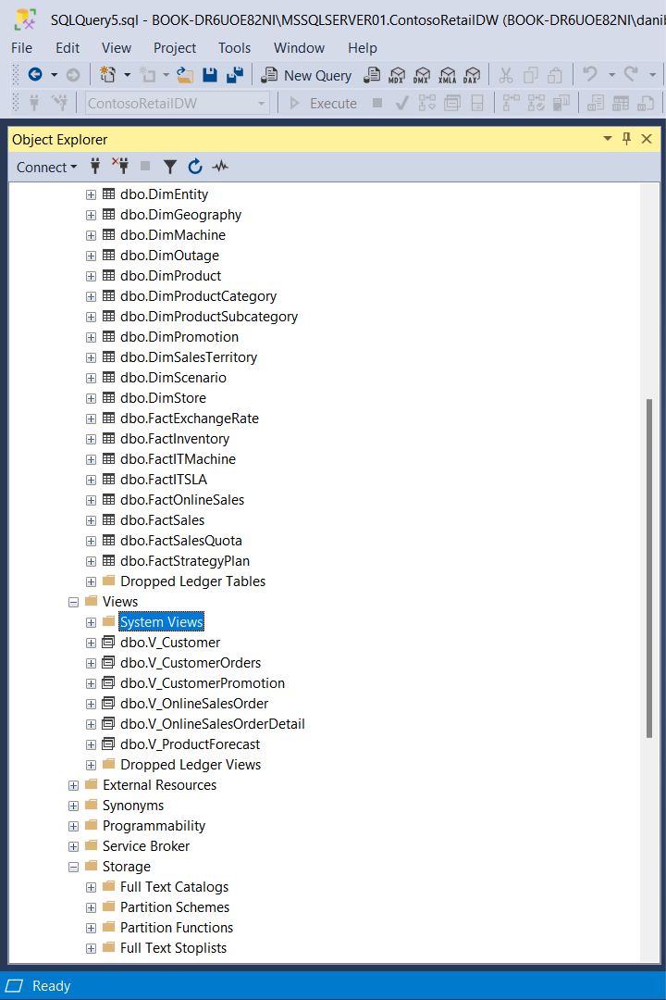 SQLQuery5.sql - BOOK-DR6UOE82NI\MSSQLSERVER01.ContosoRetailDW (BOOK-DR6UOE82NI\danib
File Edit View Project Tools Window Help
New Query MDX DMX XMLA DAX
ContosoRetailDW Execute
Object Explorer
Connect
dbo.DimEntity
dbo.DimGeography
dbo.DimMachine
dbo.DimOutage
dbo.DimProduct
dbo.DimProductCategory
dbo.DimProductSubcategory
dbo.DimPromotion
dbo.DimSalesTerritory
dbo.DimScenario
dbo.DimStore
dbo.FactExchangeRate
dbo.FactInventory
dbo.FactITMachine
dbo.FactITSLA
dbo.FactOnlineSales
dbo.FactSales
dbo.FactSalesQuota
dbo.FactStrategyPlan
Dropped Ledger Tables
Views
System Views
dbo.V_Customer
dbo.V_CustomerOrders
dbo.V_CustomerPromotion
dbo.V_OnlineSalesOrder
dbo.V_OnlineSalesOrderDetail
dbo.V_ProductForecast
Dropped Ledger Views
External Resources
Synonyms
Programmability
Service Broker
Storage
Full Text Catalogs
Partition Schemes
Partition Functions
Full Text Stoplists
Ready